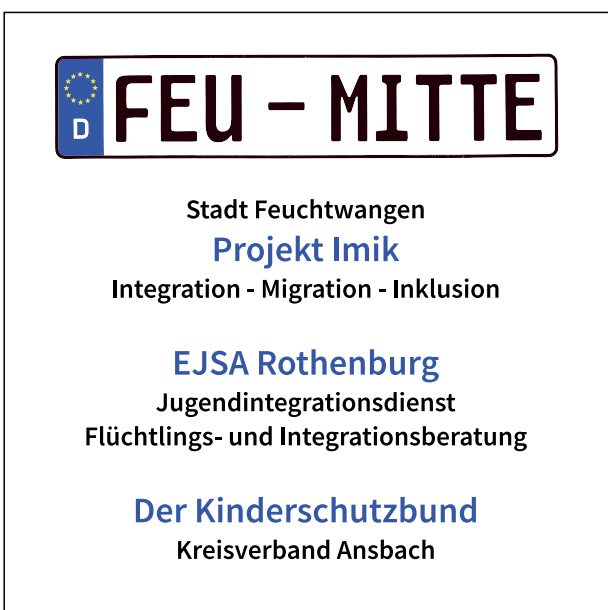 D
FEU - MITTE
Stadt Feuchtwangen
Projekt Imik
Integration - Migration - Inklusion
EJSA Rothenburg
Jugendintegrationsdienst
Flüchtlings- und Integrationsberatung
Der Kinderschutzbund
Kreisverband Ansbach